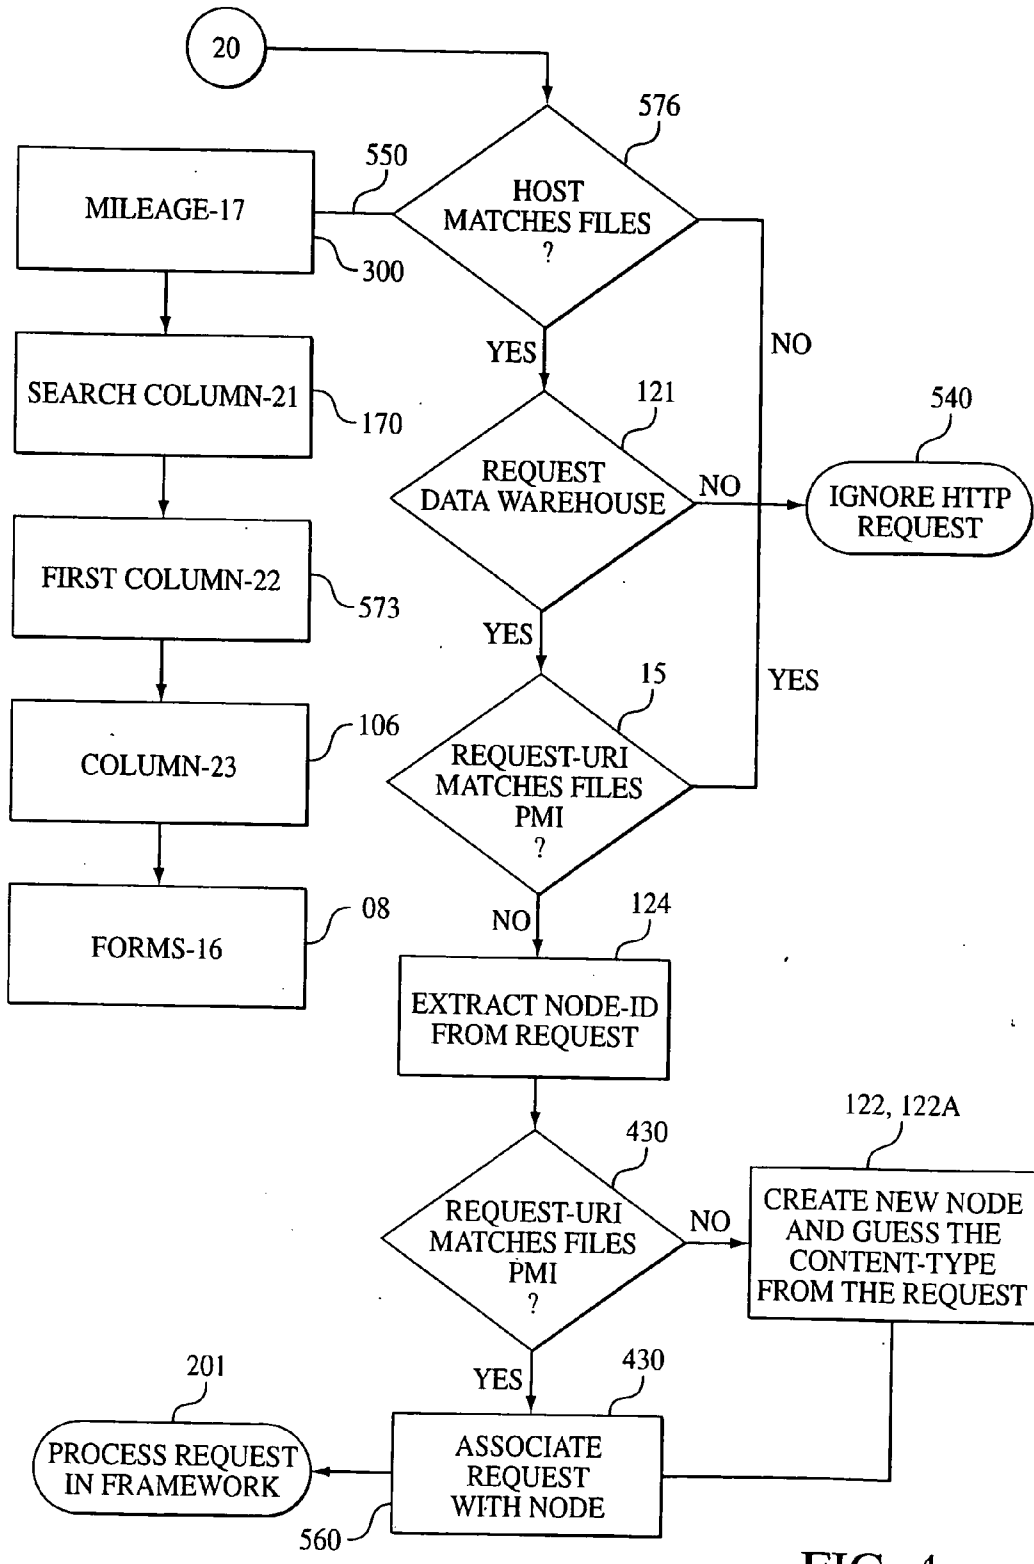 20
576
550
HOST
MATCHES FILES
?
MILEAGE-17
300
NO
YES
SEARCH COLUMN-21
170
121
REQUEST
DATA WAREHOUSE
NO
540
IGNORE HTTP
REQUEST
FIRST COLUMN-22
573
YES
15
YES
REQUEST-URI
MATCHES FILES
PMI
?
COLUMN-23
106
FORMS-16
08
NO
124
EXTRACT NODE-ID
FROM REQUEST
430
REQUEST-URI
MATCHES FILES
PMI
?
NO
122, 122A
CREATE NEW NODE
AND GUESS THE
CONTENT-TYPE
FROM THE REQUEST
YES
430
ASSOCIATE
REQUEST
WITH NODE
560
201
PROCESS REQUEST
IN FRAMEWORK